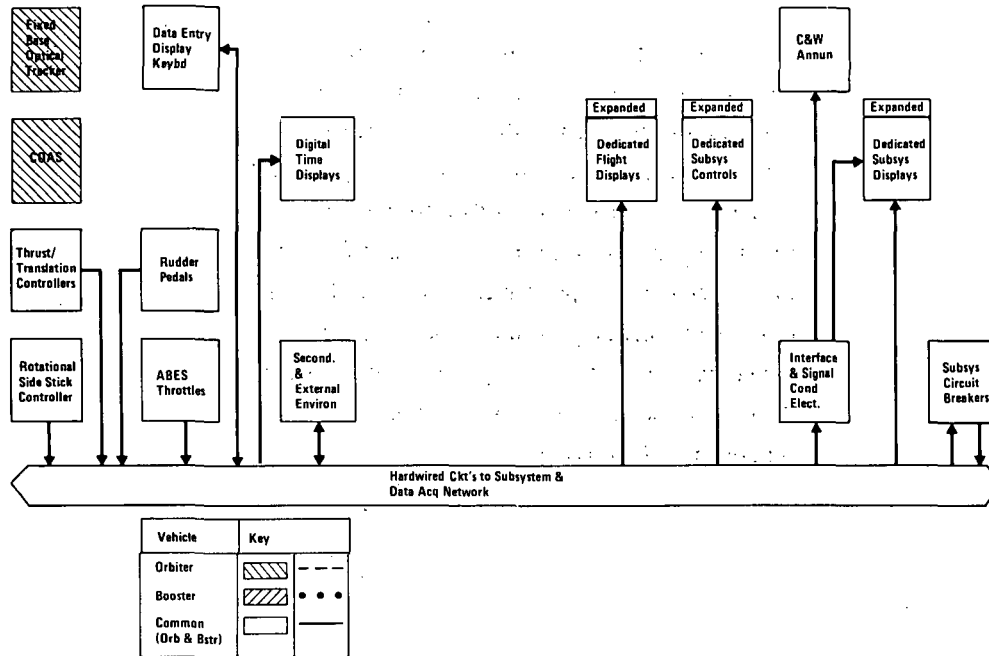 Fixed
Base
Optical
Tracker
Data Entry
Display
Keybd
C&W
Annun
COAS
Digital
Time
Displays
Expanded
Dedicated
Flight
Displays
Expanded
Dedicated
Subsys
Controls
Expanded
Dedicated
Subsys
Displays
Thrust/
Translation
Controllers
Rudder
Pedals
Rotational
Side Stick
Controller
ABES
Throttles
Second.
&
External
Environ
Interface
& Signal
Cond
Elect.
Subsys
Circuit
Breakers
Hardwired Ckt's to Subsystem &
Data Acq Network
Vehicle Key
Orbiter
Booster
Common
(Orb & Bstr)